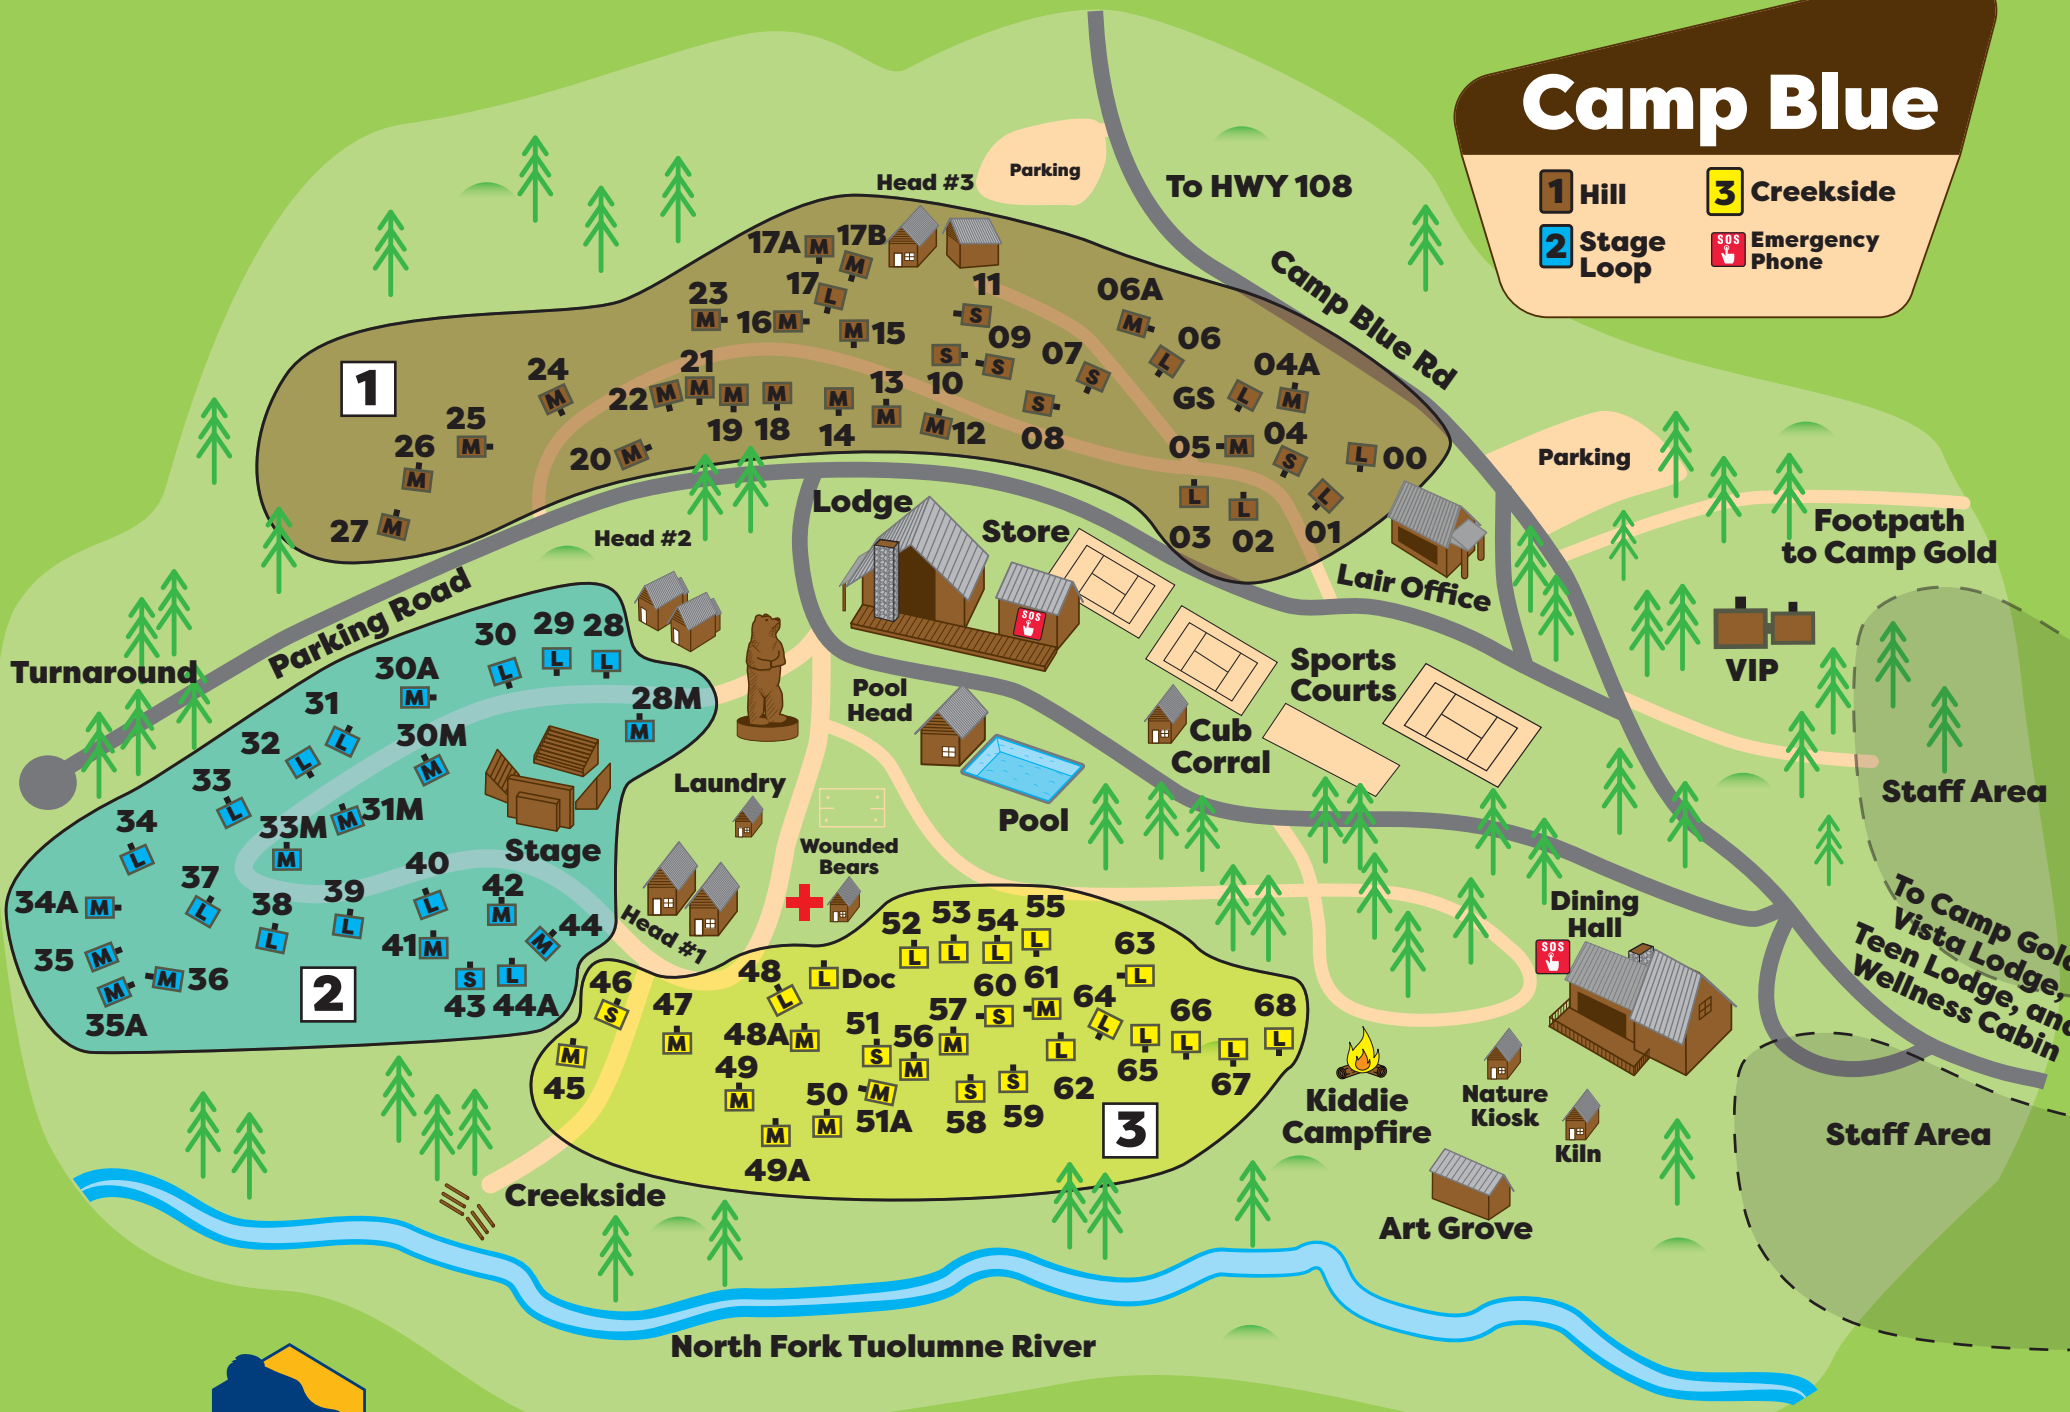 Camp Blue
1 Hill
2 Stage
Loop
3 Creekside
SOS
Emergency
Phone
Head #3
Parking
To HWY 108
Camp Blue Rd
17A M
17B
M
17
L
11
S
06A
M
23
M
16 M
M 15
09
S
S
10
07
S
06
L
04A
M
GS
L
1
24
M
21
M
22 M
M
19
M
18
M
14
13
M
M 12
S
08
05 M
04
S
L 00
25
M
26
M
20 M
27 M
L
03
L
02
L
01
Parking
Footpath
to Camp Gold
Lodge
Store
SOS
Head #2
Lair Office
Parking Road
Turnaround
VIP
Sports
Courts
30
L
29
L
28
L
30A
M
28M
M
31
L
32
L
30M
M
33
L
33M
M
M 31M
34
L
Stage
34A M
37
L
38
L
39
L
40
L
42
M
41 M
44
M
35 M
M 36
M
35A
2
S
43
L
44A
Pool
Head
Pool
Cub
Corral
Laundry
Wounded
Bears
Head #1
Staff Area
To Camp Gold,
Vista Lodge,
Teen Lodge, and
Wellness Cabin
Dining
Hall
SOS
52
L
53
L
54
L
55
L
63
L
46
S
47
M
48
L
L Doc
48A M
51
S
56
M
57
M
60
S
61
M
64
L
L
65
66
L
L
67
68
L
M
45
49
M
50
M
M
51A
S
58
S
59
L
62
M
49A
3
Kiddie
Campfire
Nature
Kiosk
Kiln
Art Grove
Staff Area
Creekside
North Fork Tuolumne River